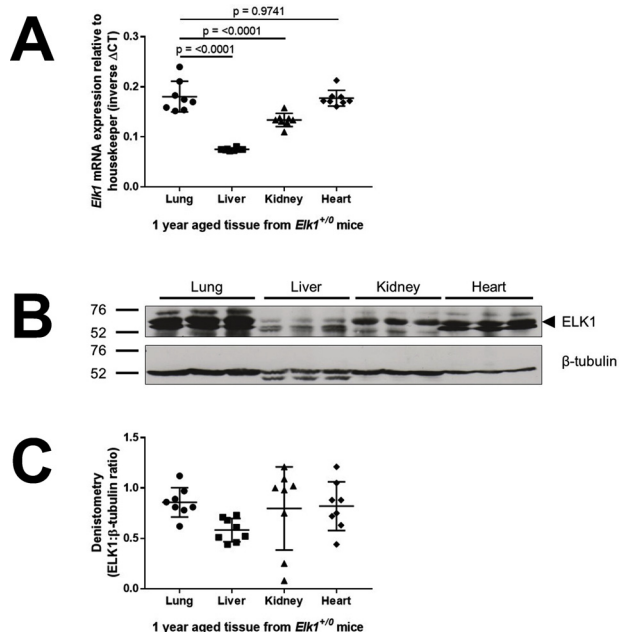 A
p = 0.9741
p = <0.0001
p = <0.0001
Elk1 mRNA expression relative to
housekeeper (inverse ΔCT)
0.3
0.2
0.1
0.0
Lung Liver Kidney Heart
1 year aged tissue from Elk1+/0 mice
B
Lung Liver Kidney Heart
76
52
ELK1
76
52
β-tubulin
C
Denistometry
(ELK1:β-tubulin ratio)
1.5
1.0
0.5
0.0
Lung Liver Kidney Heart
1 year aged tissue from Elk1+/0 mice